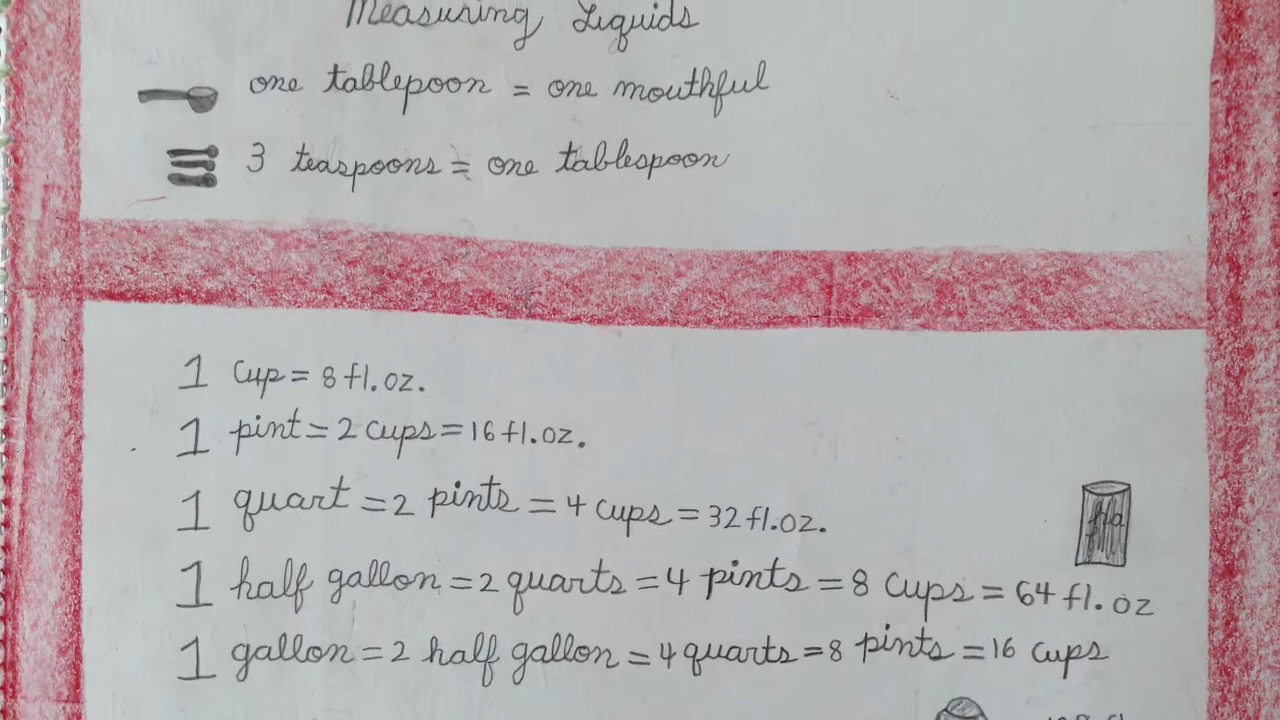 Measuring Liquids
one tablepoon = one mouthful
3 teaspoons = one tablespoon
1 cup = 8 fl.oz.
1 pint = 2 cups = 16 fl.oz.
1 quart = 2 pints = 4 cups = 32 fl.oz.
1 half gallon = 2 quarts = 4 pints = 8 cups = 64 fl.oz
1 gallon = 2 half gallon = 4 quarts = 8 pints = 16 cups